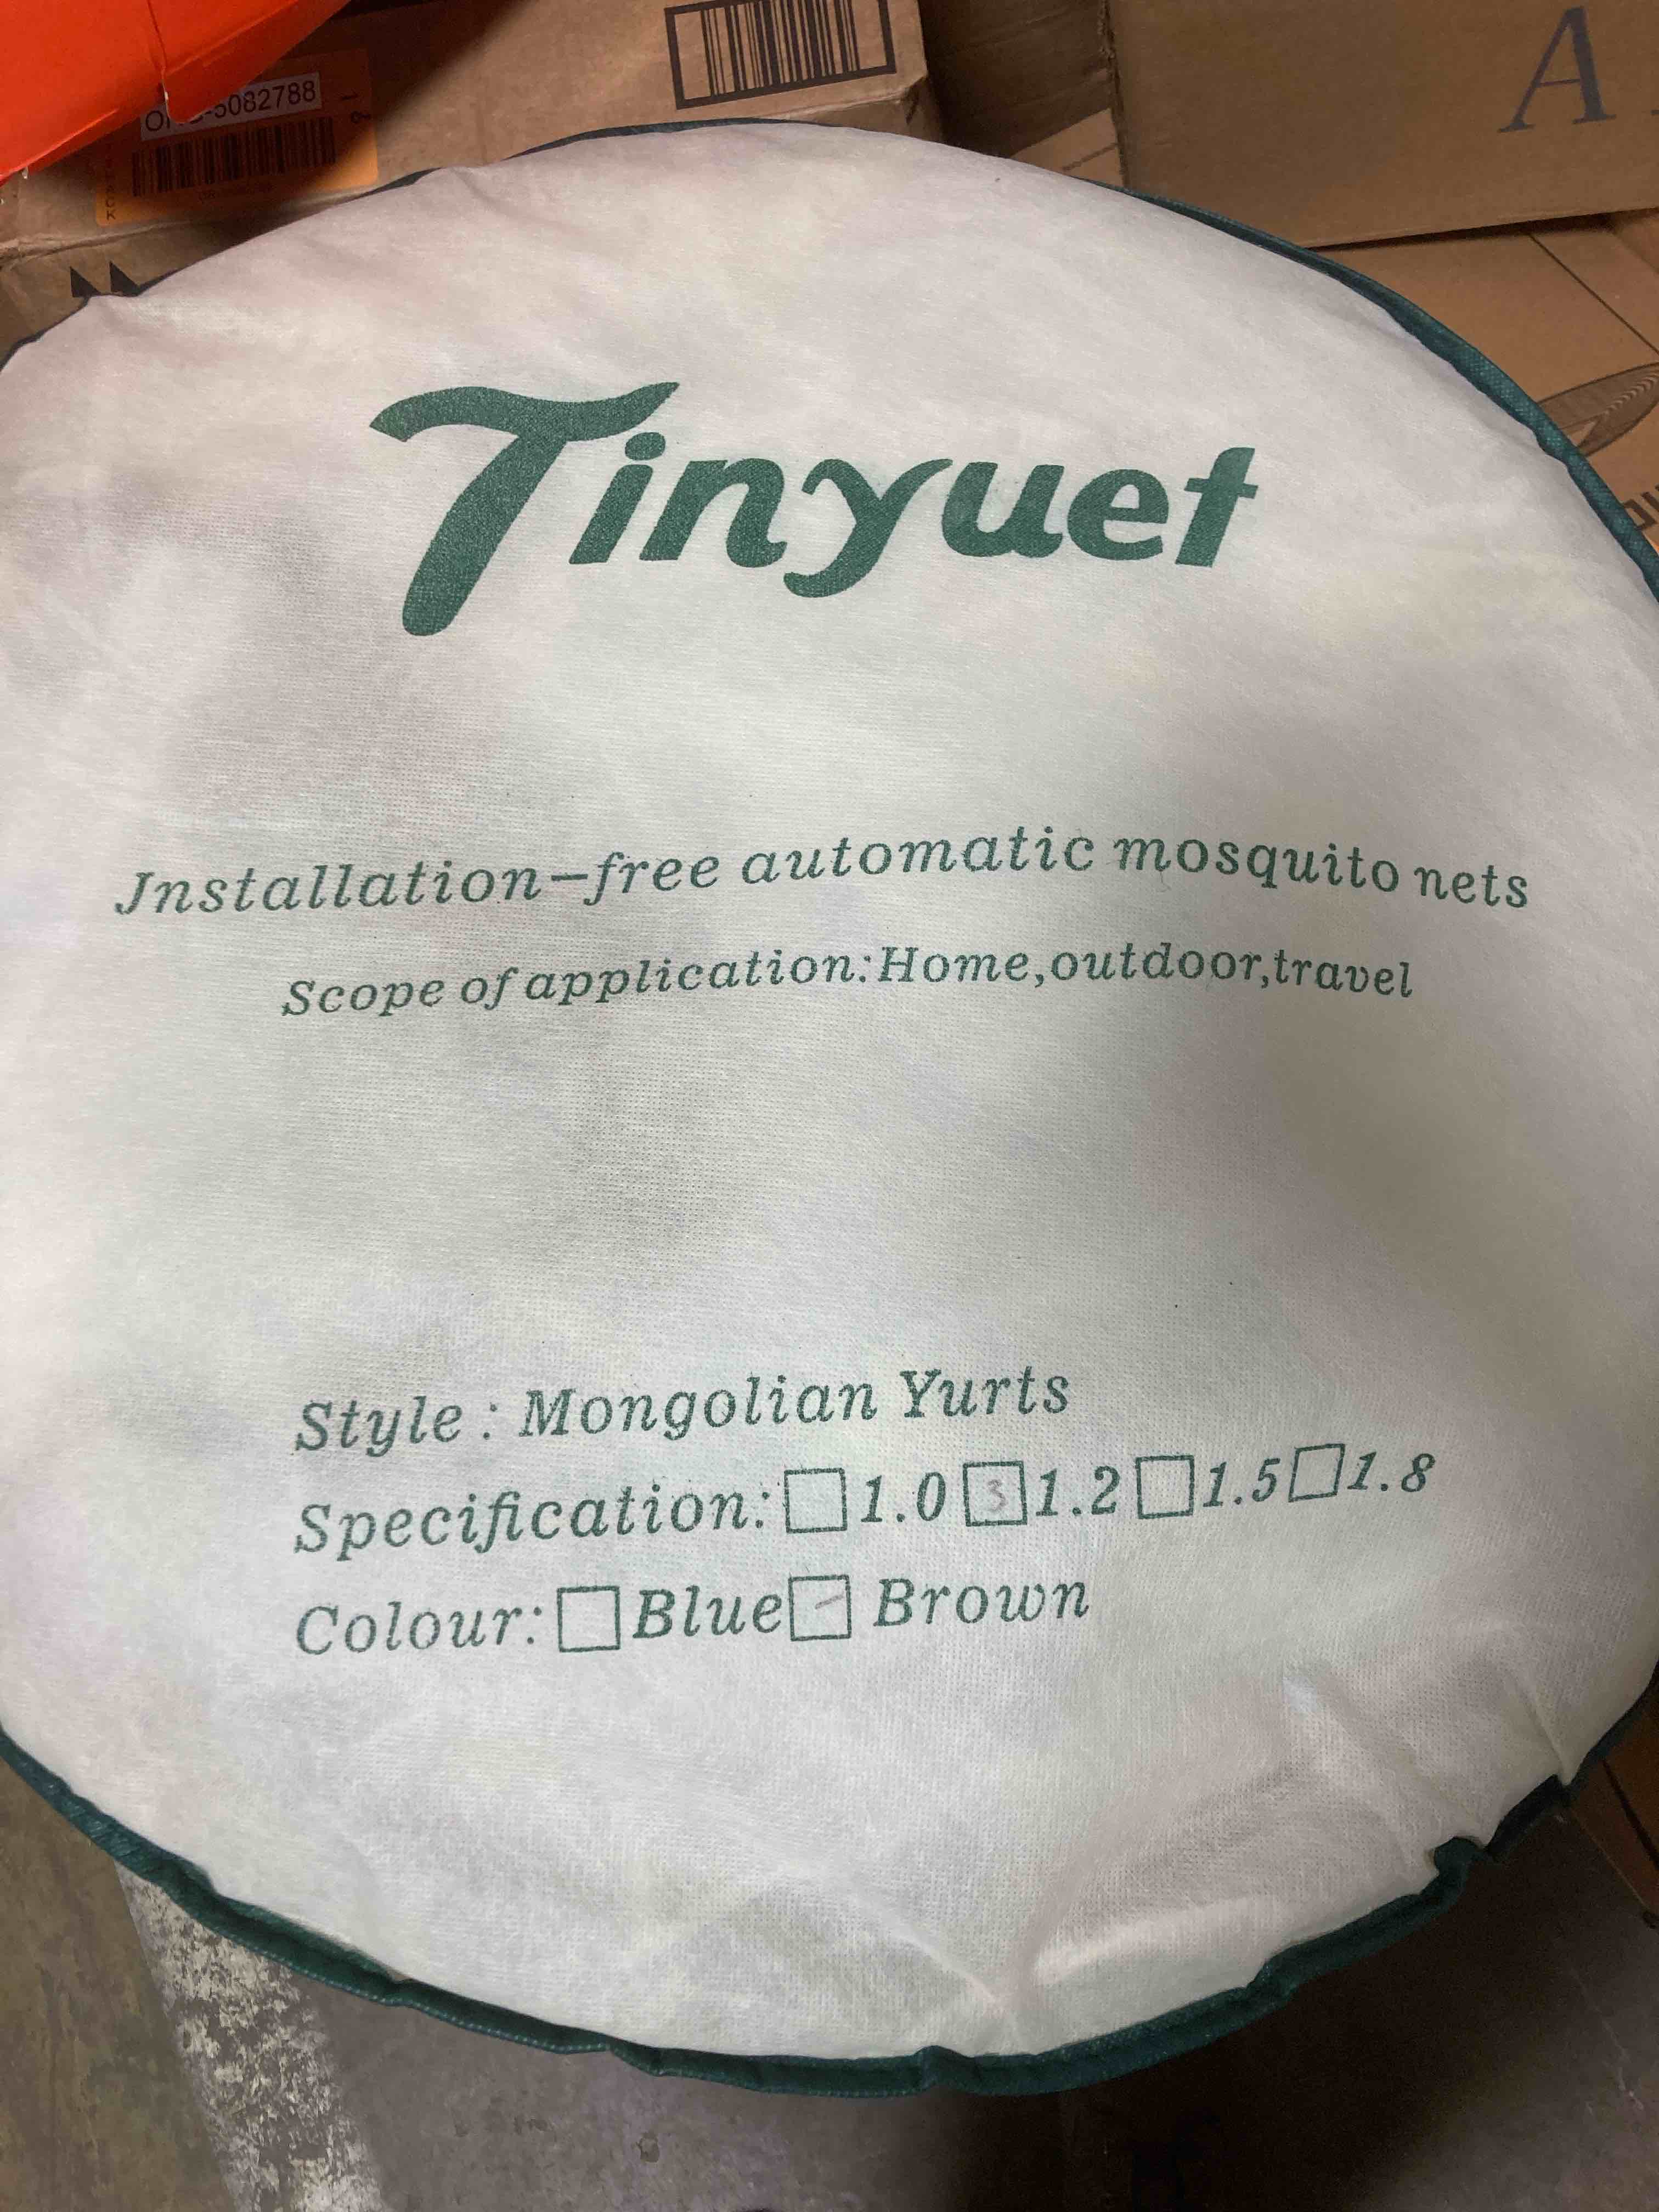 5082788
A
Tinyuet
Jnstallation-free automatic mosquito nets
Scope of application:Home,outdoor,travel
Style : Mongolian Yurts
Specification: □1.0 □3 1.2 □1.5 □1.8
Colour: □Blue □ Brown